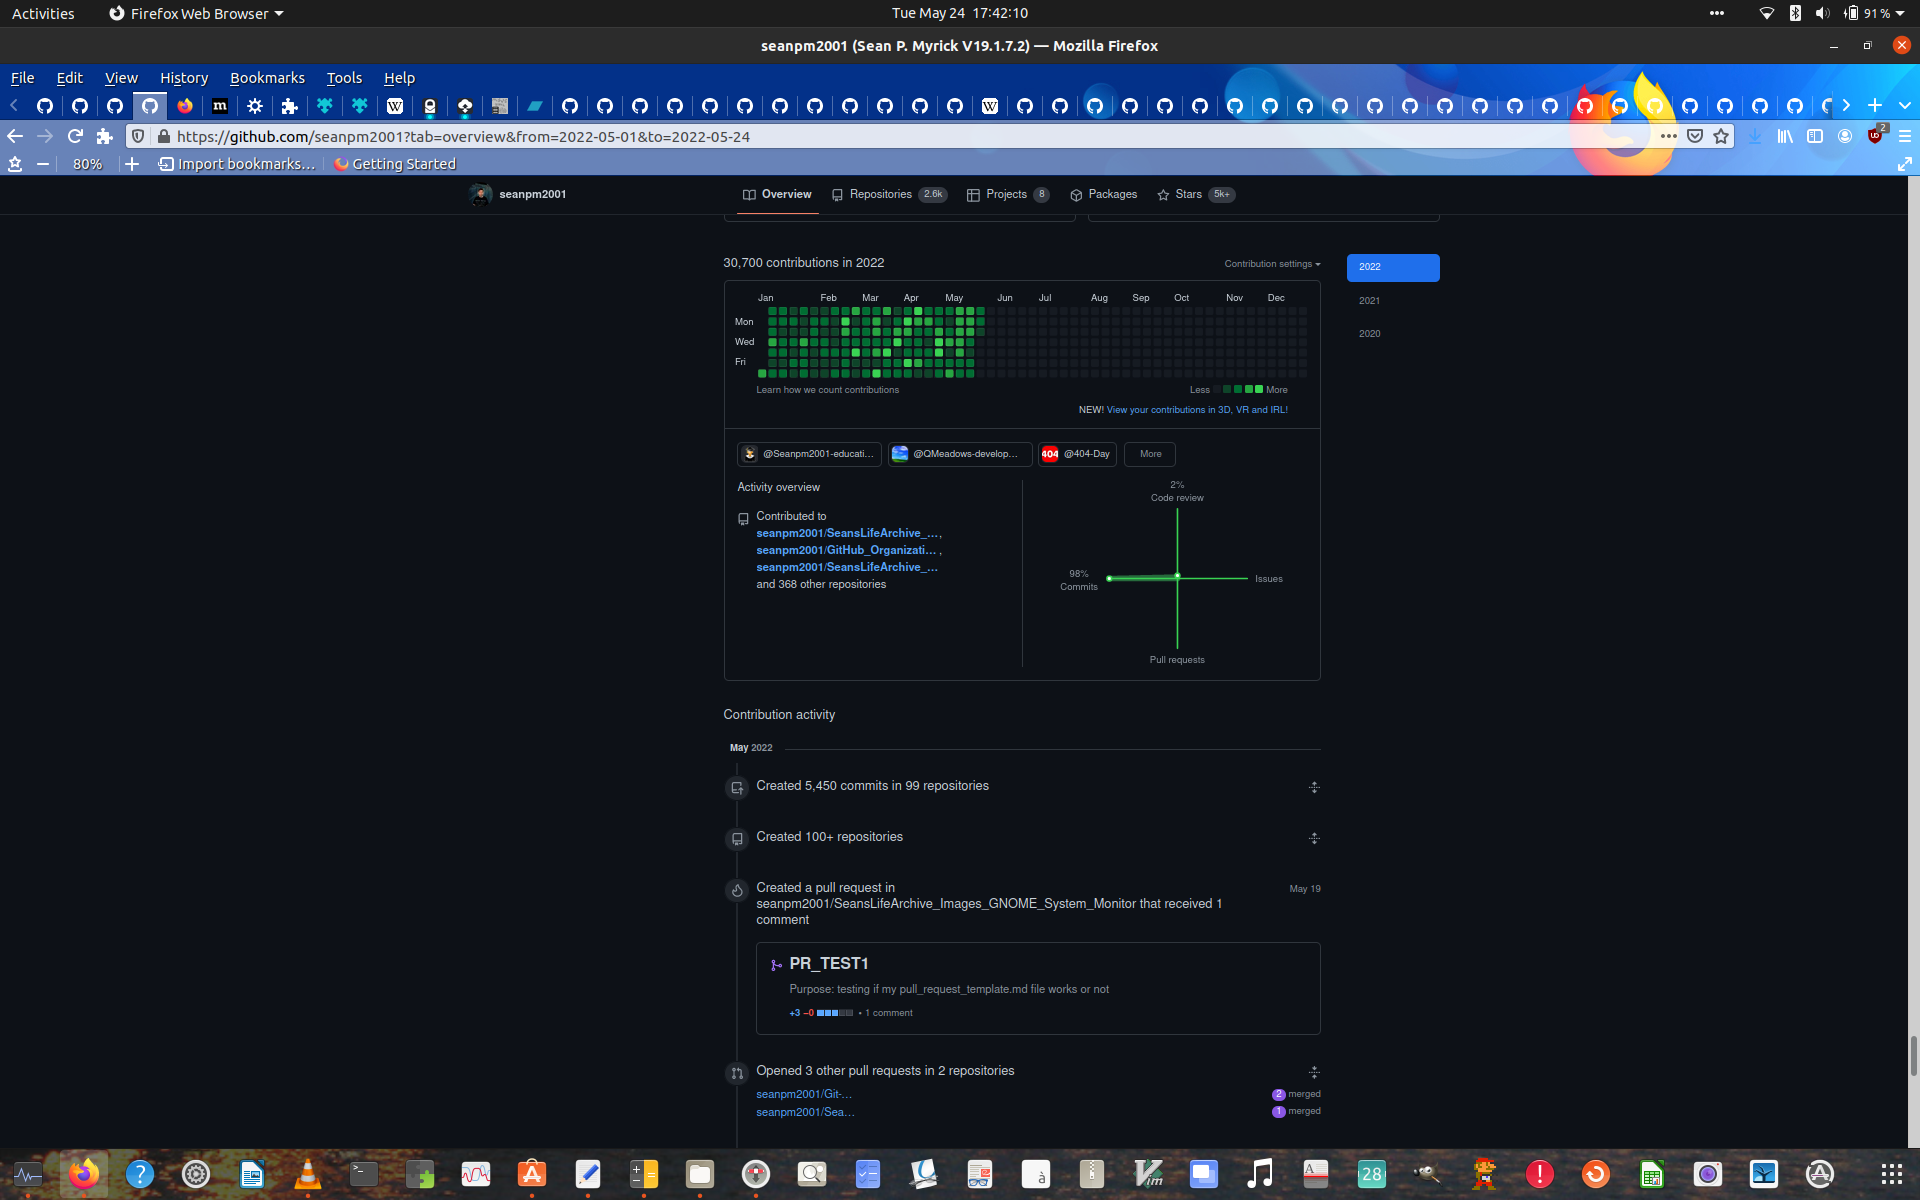 Activities
Firefox Web Browser
Tue May 24 17:42:10
91 %
seanpm2001 (Sean P. Myrick V19.1.7.2) — Mozilla Firefox
File Edit View History Bookmarks Tools Help
https://github.com/seanpm2001?tab=overview&from=2022-05-01&to=2022-05-24
2
80%
Import bookmarks...
Getting Started
seanpm2001
Overview
Repositories 2.6k
Projects 8
Packages
Stars 5k+
30,700 contributions in 2022
Contribution settings
2022
2021
2020
Jan Feb Mar Apr May Jun Jul Aug Sep Oct Nov Dec
Mon
Wed
Fri
Learn how we count contributions
Less More
NEW! View your contributions in 3D, VR and IRL!
@Seanpm2001-educati...
@QMeadows-develop...
404 @404-Day
More
Activity overview
Contributed to
seanpm2001/SeansLifeArchive_...,
seanpm2001/GitHub_Organizati... ,
seanpm2001/SeansLifeArchive_...
and 368 other repositories
2%
Code review
98%
Commits
Issues
Pull requests
Contribution activity
May 2022
Created 5,450 commits in 99 repositories
Created 100+ repositories
Created a pull request in
seanpm2001/SeansLifeArchive_Images_GNOME_System_Monitor that received 1
comment
May 19
PR_TEST1
Purpose: testing if my pull_request_template.md file works or not
+3 −0 • 1 comment
Opened 3 other pull requests in 2 repositories
seanpm2001/Git-...
2 merged
seanpm2001/Sea...
1 merged
28